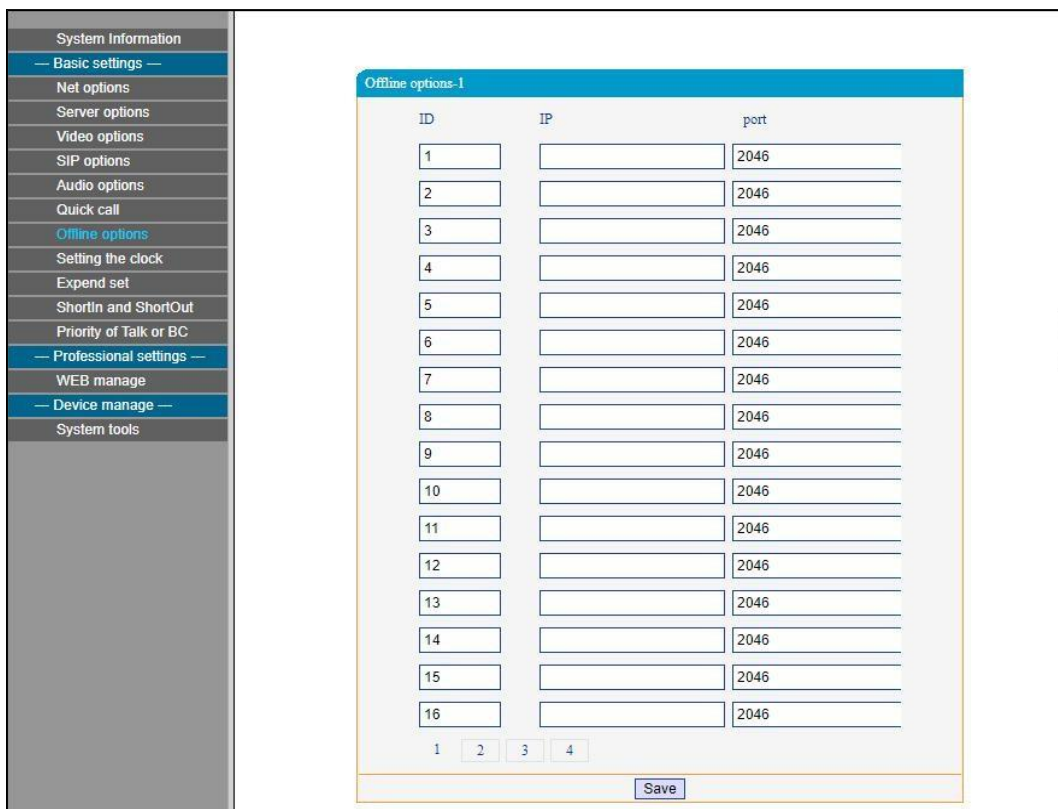 System Information
— Basic settings —
Net options
Server options
Video options
SIP options
Audio options
Quick call
Offline options
Setting the clock
Expend set
ShortIn and ShortOut
Priority of Talk or BC
— Professional settings —
WEB manage
— Device manage —
System tools
Offline options-1
ID IP port
1 2046
2 2046
3 2046
4 2046
5 2046
6 2046
7 2046
8 2046
9 2046
10 2046
11 2046
12 2046
13 2046
14 2046
15 2046
16 2046
1 2 3 4
Save